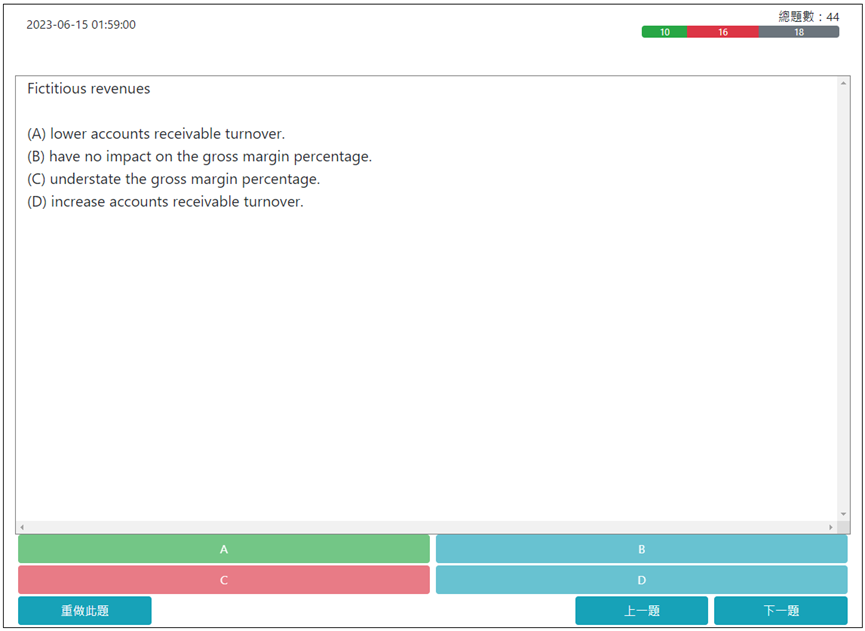 2023-06-15 01:59:00
總題數：44
10 16 18
Fictitious revenues
(A) lower accounts receivable turnover.
(B) have no impact on the gross margin percentage.
(C) understate the gross margin percentage.
(D) increase accounts receivable turnover.
A B
C D
重做此題 上一題 下一題